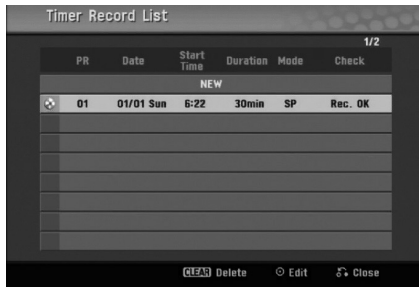 Timer Record List
1/2
PR Date Start Time Duration Mode Check
NEW
01 01/01 Sun 6:22 30min SP Rec. OK
CLEAR Delete Edit Close